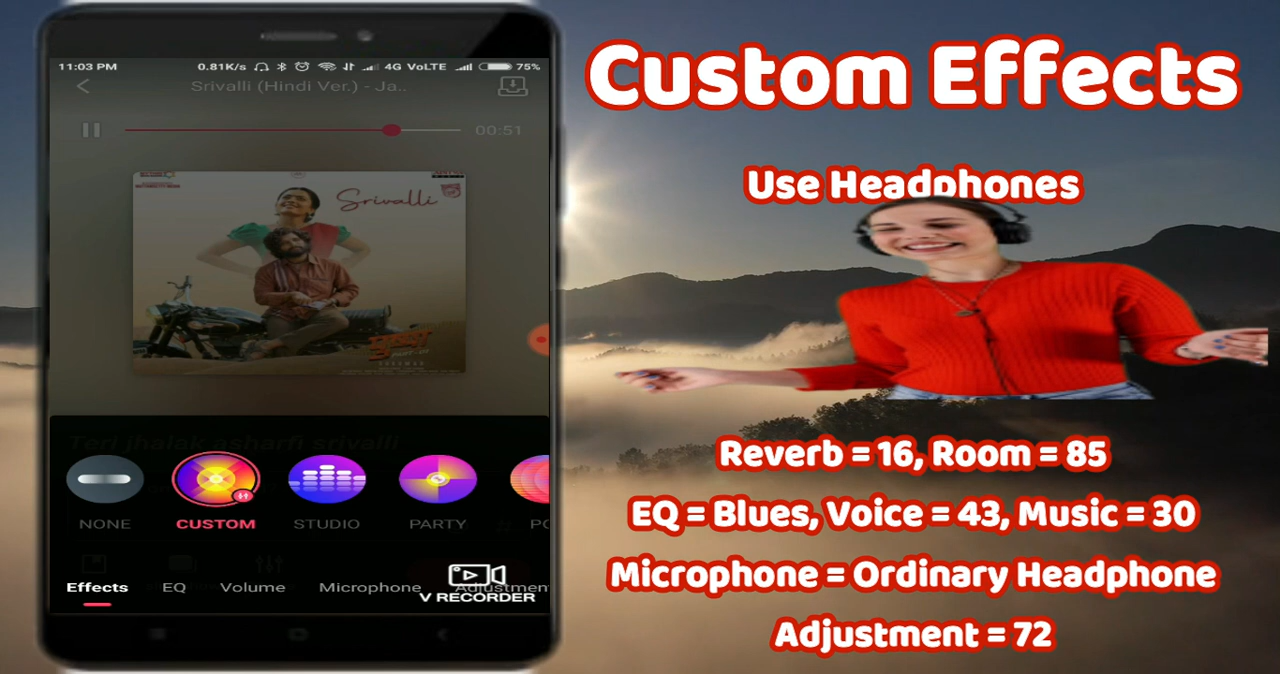 11:03 PM 0.81K/s 4G VoLTE 75%
Srivalli (Hindi Ver.) - Ja..
00:51
Srivalli
पुष्पा
Teri jhalak asharfi srivalli
NONE CUSTOM STUDIO PARTY
Effects EQ Volume Microphone Adjustment
V RECORDER
Custom Effects
Use Headphones
Reverb = 16, Room = 85
EQ = Blues, Voice = 43, Music = 30
Microphone = Ordinary Headphone
Adjustment = 72